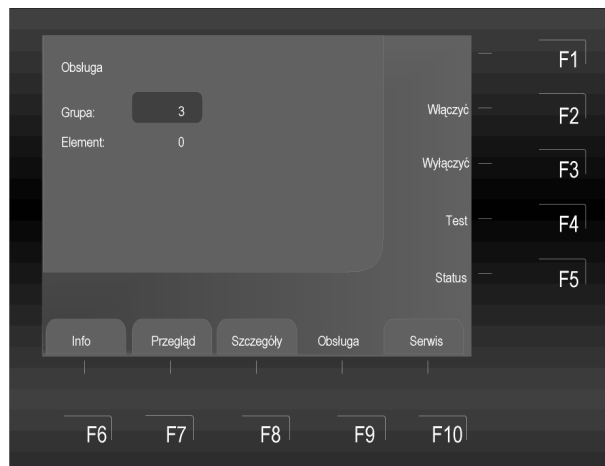 Obsługa
F1
Grupa: 3
Włączyć
F2
Element: 0
Wyłączyć
F3
Test
F4
Status
F5
Info Przegląd Szczegóły Obsługa Serwis
F6 F7 F8 F9 F10